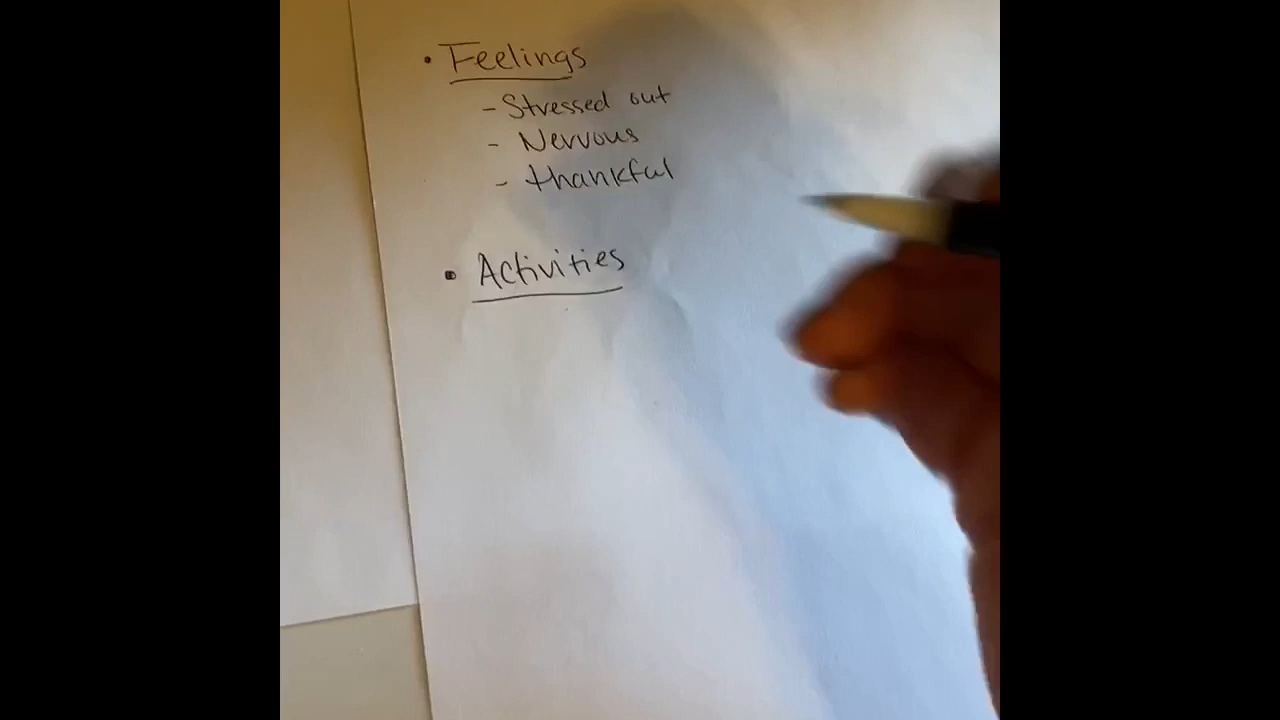 • Feelings
- Stressed out
- Nervous
- thankful
• Activities